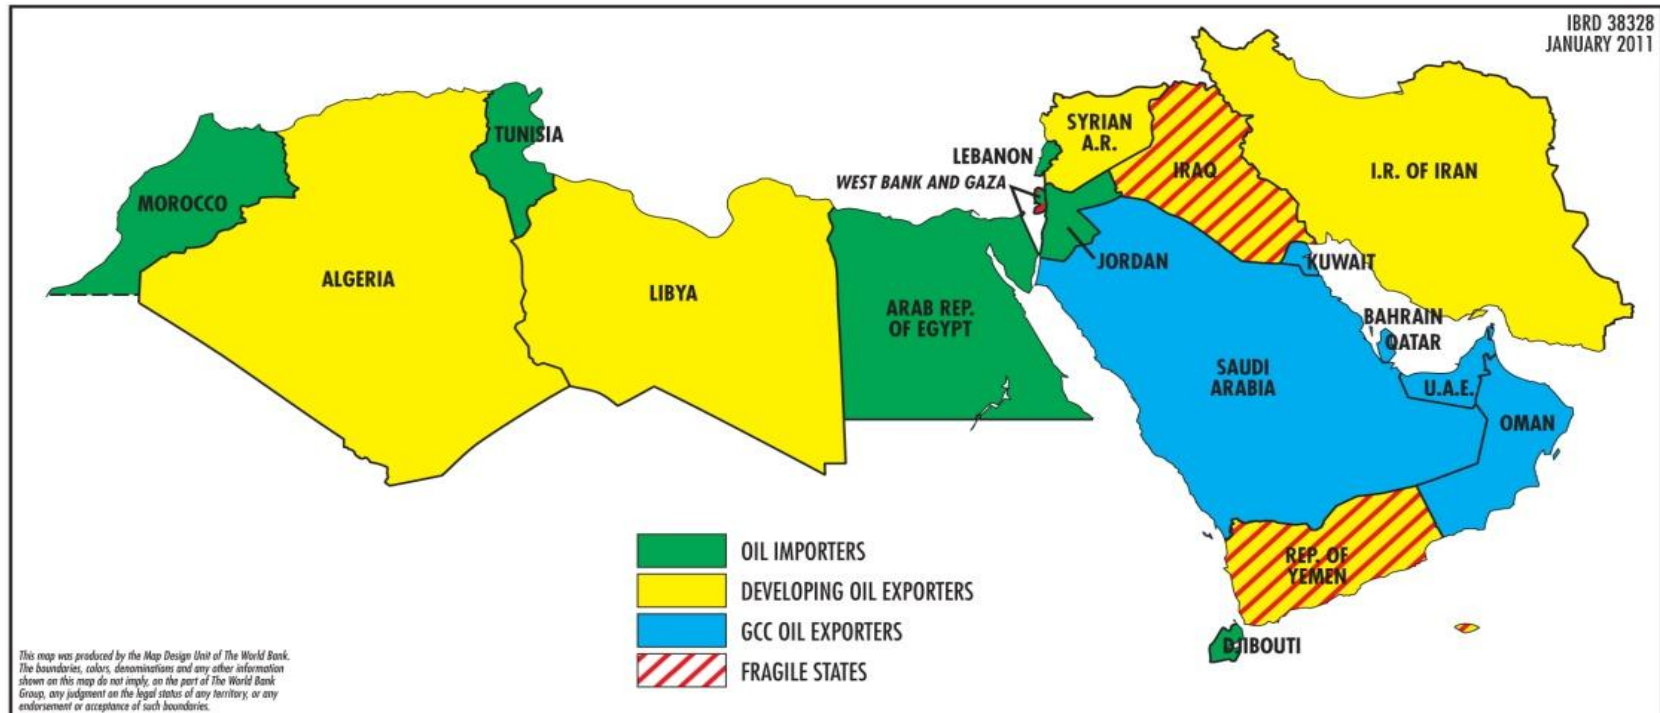 IBRD 38328
JANUARY 2011
TUNISIA
SYRIAN
A.R.
LEBANON
WEST BANK AND GAZA
IRAQ
I.R. OF IRAN
MOROCCO
ALGERIA
LIBYA
JORDAN
KUWAIT
ARAB REP.
OF EGYPT
BAHRAIN
QATAR
SAUDI
ARABIA
U.A.E.
OMAN
REP. OF
YEMEN
DJIBOUTI
OIL IMPORTERS
DEVELOPING OIL EXPORTERS
GCC OIL EXPORTERS
FRAGILE STATES
This map was produced by the Map Design Unit of The World Bank.
The boundaries, colors, denominations and any other information
shown on this map do not imply, on the part of The World Bank
Group, any judgment on the legal status of any territory, or any
endorsement or acceptance of such boundaries.